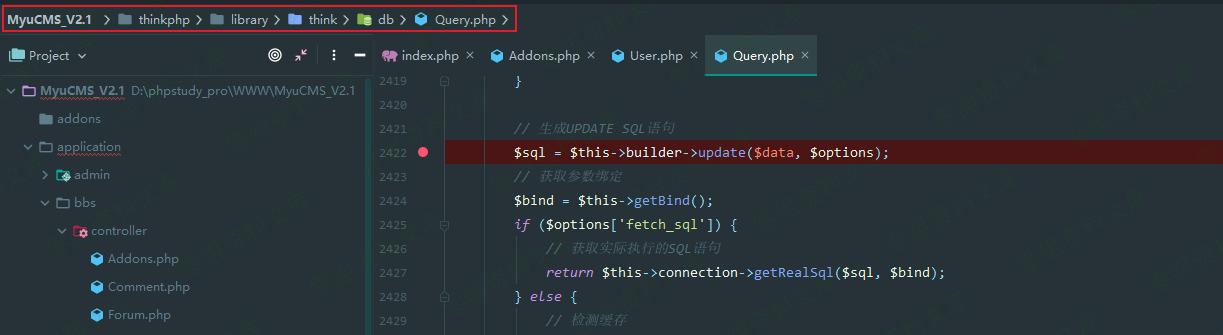 MyuCMS_V2.1 thinkphp library think db Query.php
Project
index.php Addons.php User.php Query.php
MyuCMS_V2.1 D:\phpstudy_pro\WWW\MyuCMS_V2.1
addons
application
admin
bbs
controller
Addons.php
Comment.php
Forum.php
2419 }
2420
2421 // 生成UPDATE SQL语句
2422 $sql = $this->builder->update($data, $options);
2423 // 获取参数绑定
2424 $bind = $this->getBind();
2425 if ($options['fetch_sql']) {
2426 // 获取实际执行的SQL语句
2427 return $this->connection->getRealSql($sql, $bind);
2428 } else {
2429 // 检测缓存